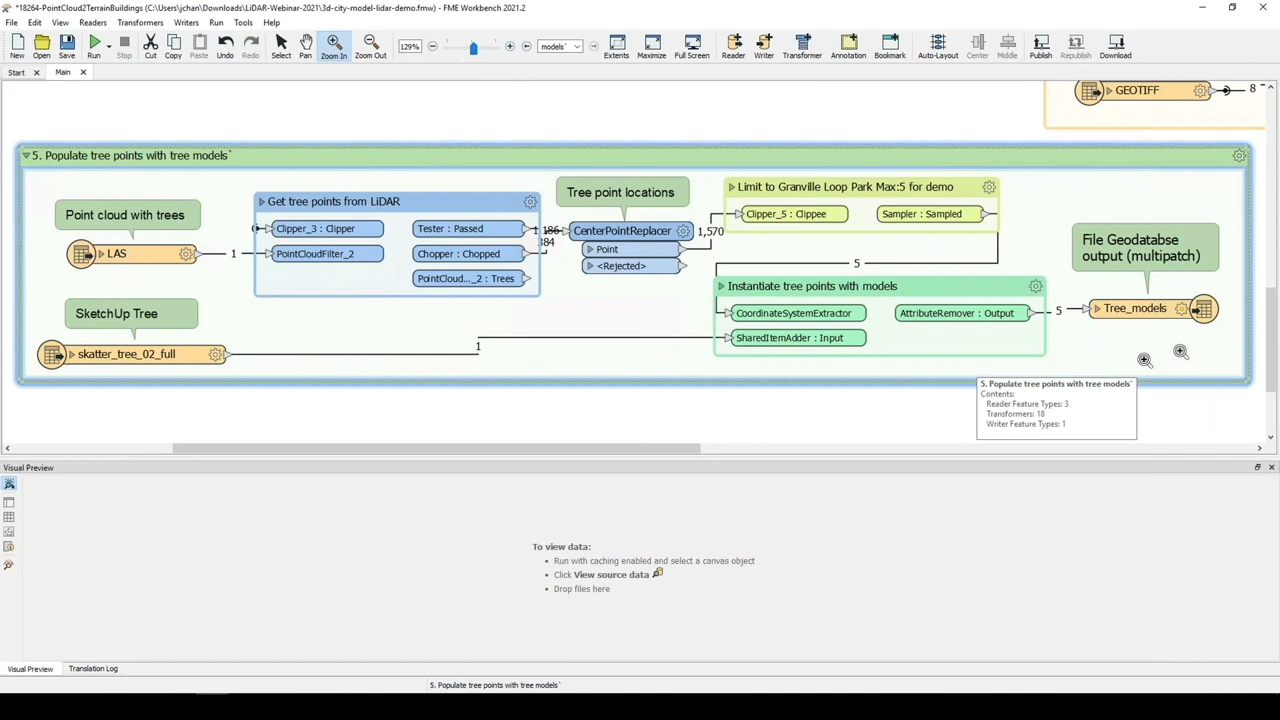 *18264-PointCloud2TerrainBuildings (C:\Users\jchan\Downloads\LiDAR-Webinar-2021\3d-city-model-lidar-demo.fmw) - FME Workbench 2021.2
File Edit View Readers Transformers Writers Run Tools Help
129% models`
New Open Save Run Stop Cut Copy Paste Undo Redo Select Pan Zoom In Zoom Out Extents Maximize Full Screen Reader Writer Transformer Annotation Bookmark Auto-Layout Center Middle Publish Republish Download
Start Main
GEOTIFF 8
5. Populate tree points with tree models`
Point cloud with trees
LAS
1
SketchUp Tree
skatter_tree_02_full
1
Get tree points from LiDAR
Clipper_3 : Clipper
Tester : Passed
PointCloudFilter_2
Chopper : Chopped
PointCloud..._2 : Trees
Tree point locations
CenterPointReplacer
Point
<Rejected>
1,570
Limit to Granville Loop Park Max:5 for demo
Clipper_5 : Clippee
Sampler : Sampled
5
Instantiate tree points with models
CoordinateSystemExtractor
AttributeRemover : Output
SharedItemAdder : Input
5
File Geodatabse
output (multipatch)
Tree_models
5. Populate tree points with tree models`
Contents:
Reader Feature Types: 3
Transformers: 18
Writer Feature Types: 1
Visual Preview
To view data:
Run with caching enabled and select a canvas object
Click View source data
Drop files here
Visual Preview Translation Log
5. Populate tree points with tree models`